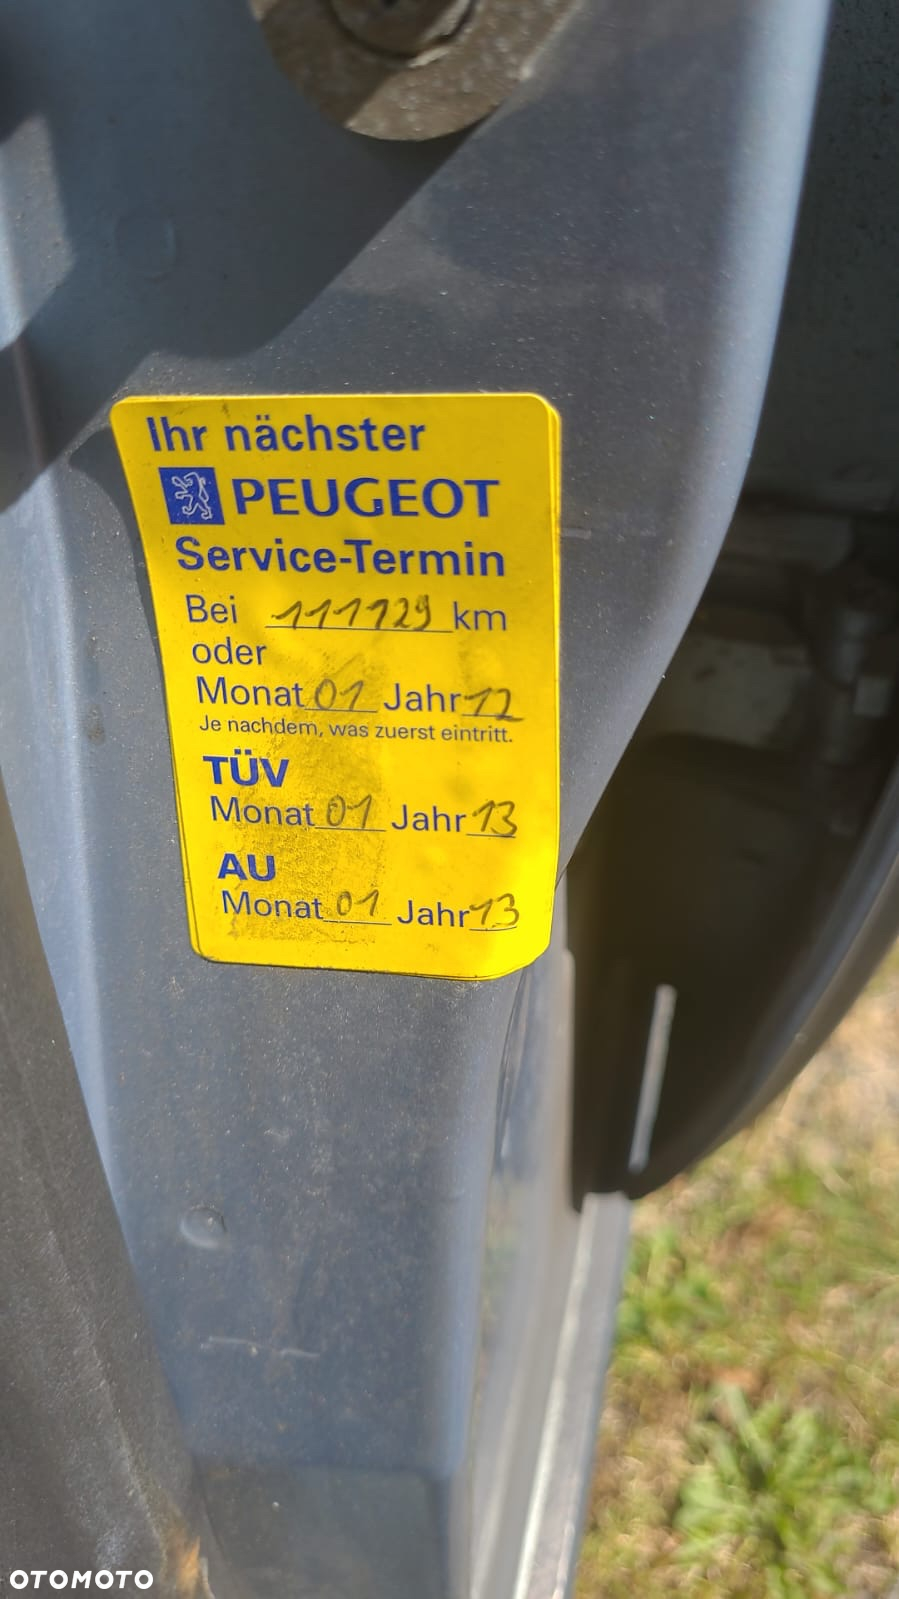 Ihr nächster
PEUGEOT
Service-Termin
Bei 111129 km
oder
Monat 01 Jahr 12
Je nachdem, was zuerst eintritt.
TÜV
Monat 01 Jahr 13
AU
Monat 01 Jahr 13
OTOMOTO